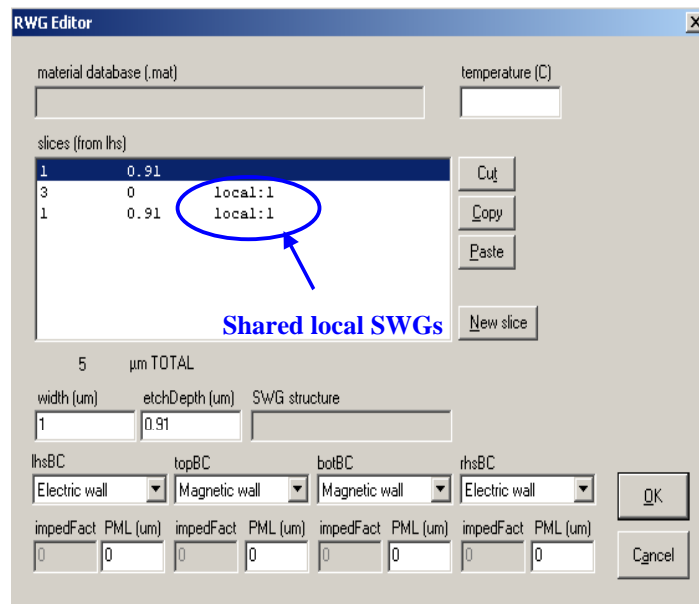 RWG Editor
material database (.mat) temperature (C)
slices (from lhs)
1 0.91
3 0 local:1
1 0.91 local:1
Cut
Copy
Paste
Shared local SWGs
New slice
5 µm TOTAL
width (um) etchDepth (um) SWG structure
1 0.91
lhsBC topBC botBC rhsBC
Electric wall Magnetic wall Magnetic wall Electric wall
OK
impedFact PML (um) impedFact PML (um) impedFact PML (um) impedFact PML (um)
0 0 0 0 0 0 0 0
Cancel